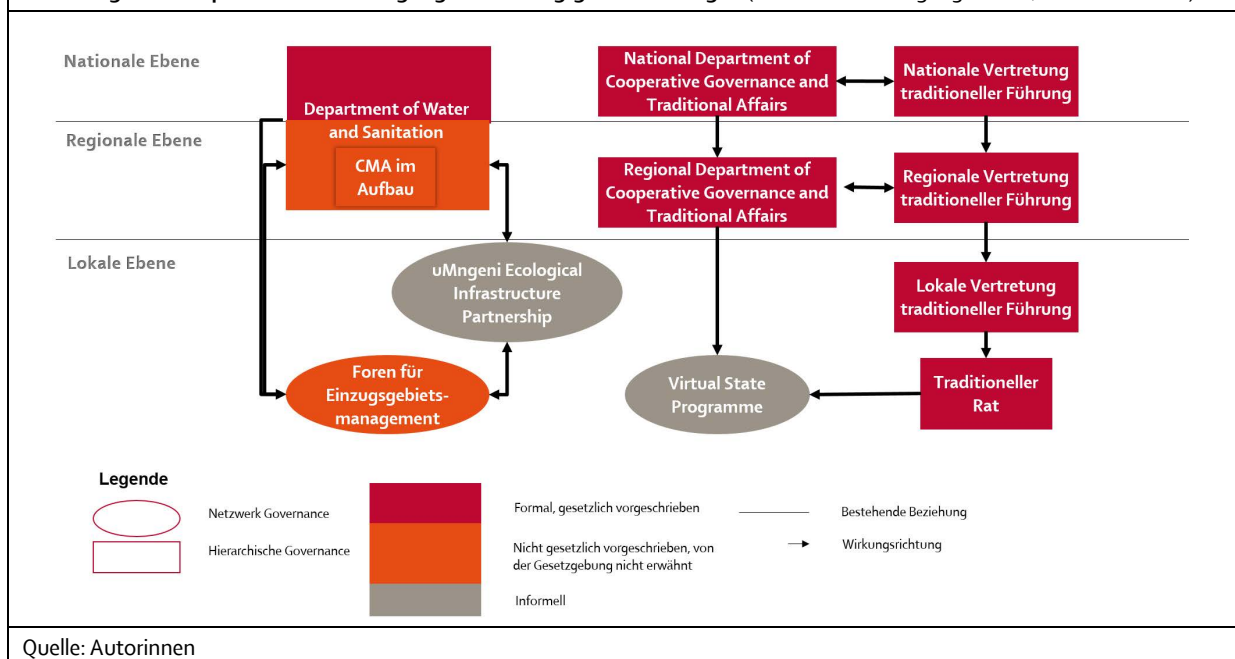 Nationale Ebene
Department of Water
and Sanitation
National Department of
Cooperative Governance and
Traditional Affairs
Nationale Vertretung
traditioneller Führung
Regionale Ebene
CMA im
Aufbau
Regional Department of
Cooperative Governance and
Traditional Affairs
Regionale Vertretung
traditioneller Führung
Lokale Ebene
uMngeni Ecological
Infrastructure
Partnership
Lokale Vertretung
traditioneller Führung
Foren für
Einzugsgebiets-
management
Virtual State
Programme
Traditioneller
Rat
Legende
Netzwerk Governance
Hierarchische Governance
Formal, gesetzlich vorgeschrieben
Nicht gesetzlich vorgeschrieben, von
der Gesetzgebung nicht erwähnt
Informell
Bestehende Beziehung
Wirkungsrichtung
Quelle: Autorinnen